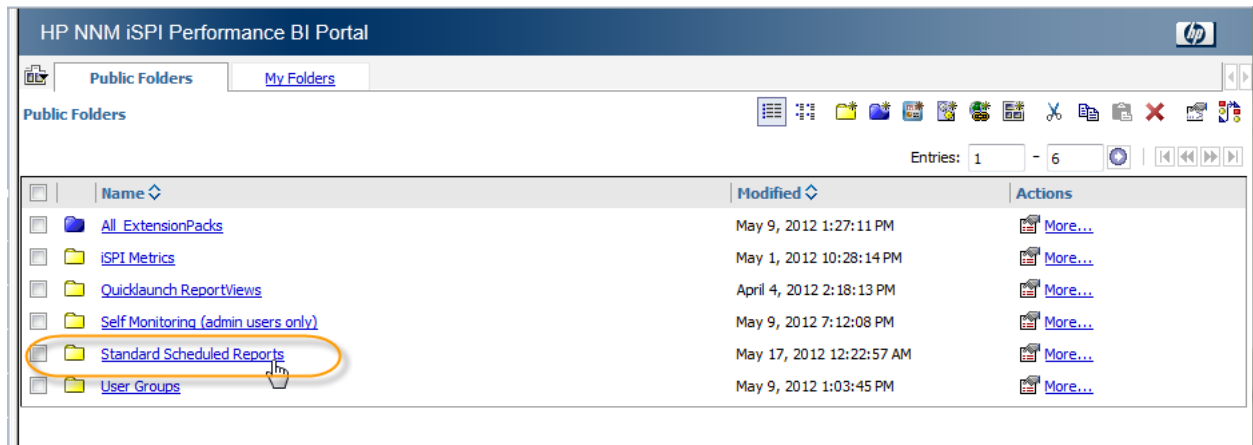 HP NNM iSPI Performance BI Portal
hp
Public Folders My Folders
Public Folders
Entries: 1 - 6
Name Modified Actions
All_ExtensionPacks May 9, 2012 1:27:11 PM More...
iSPI Metrics May 1, 2012 10:28:14 PM More...
Quicklaunch ReportViews April 4, 2012 2:18:13 PM More...
Self Monitoring (admin users only) May 9, 2012 7:12:08 PM More...
Standard Scheduled Reports May 17, 2012 12:22:57 AM More...
User Groups May 9, 2012 1:03:45 PM More...